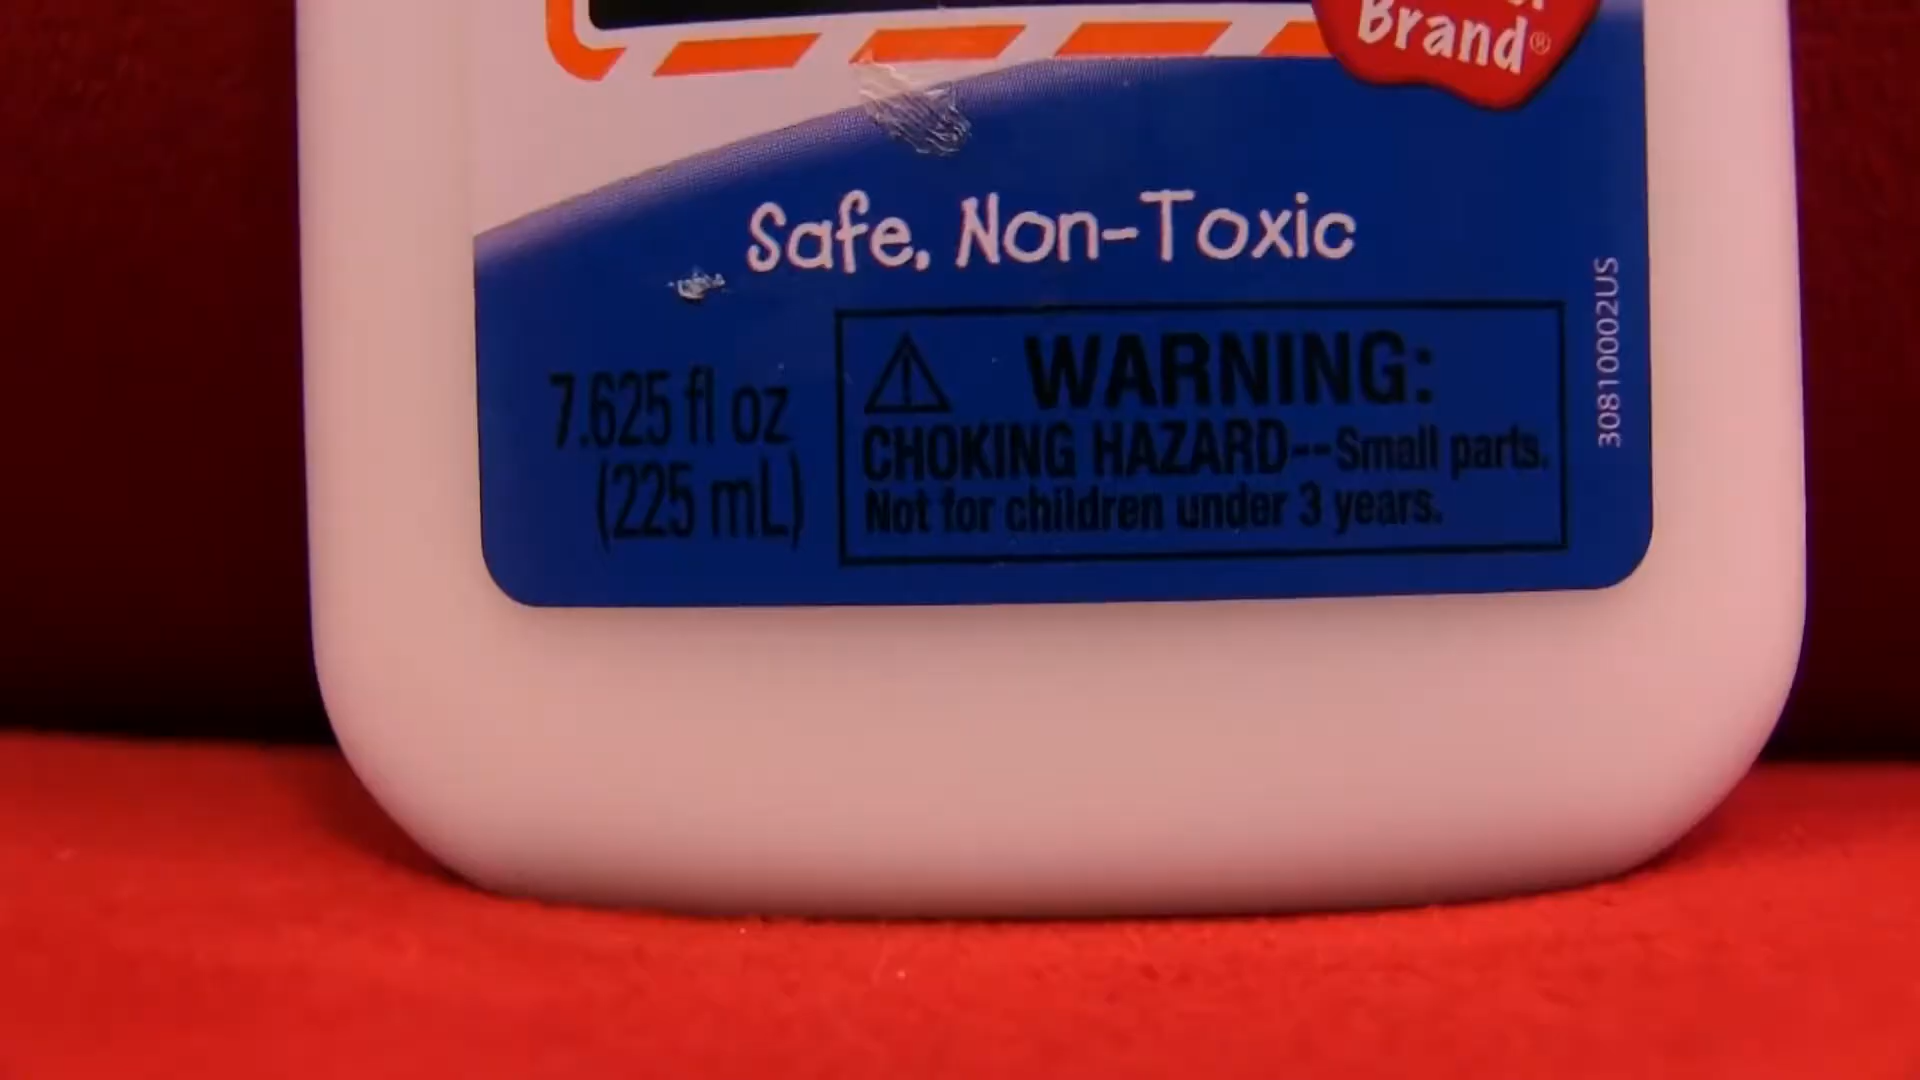 Brand®
Safe, Non-Toxic
7.625 fl oz
(225 mL)
WARNING:
CHOKING HAZARD--Small parts.
Not for children under 3 years.
30810002US